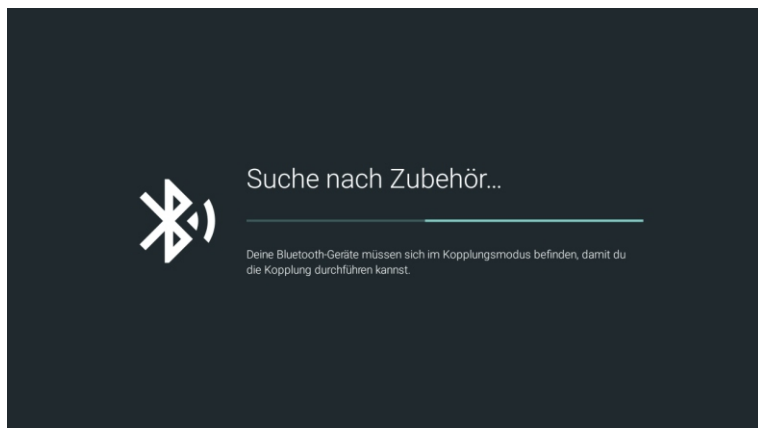 Suche nach Zubehör...
Deine Bluetooth-Geräte müssen sich im Kopplungsmodus befinden, damit du
die Kopplung durchführen kannst.